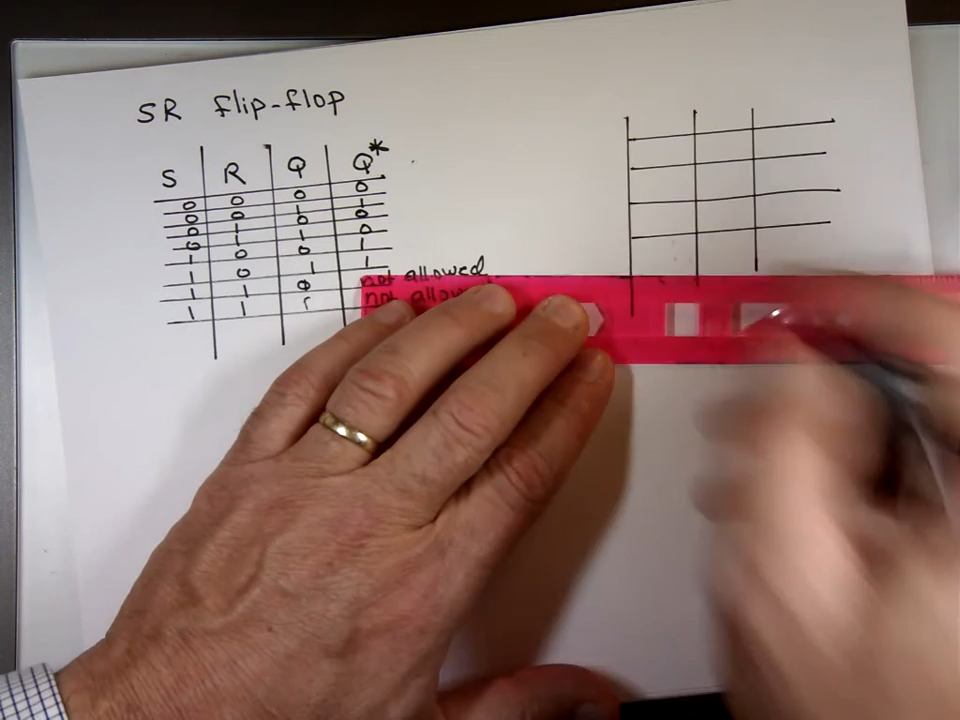 SR flip-flop
S R Q Q*
0 0 0 0
0 0 1 1
0 1 0 0
0 1 1 0
1 0 0 1
1 0 1 1
1 1 0 not allowed
1 1 1 not allowed